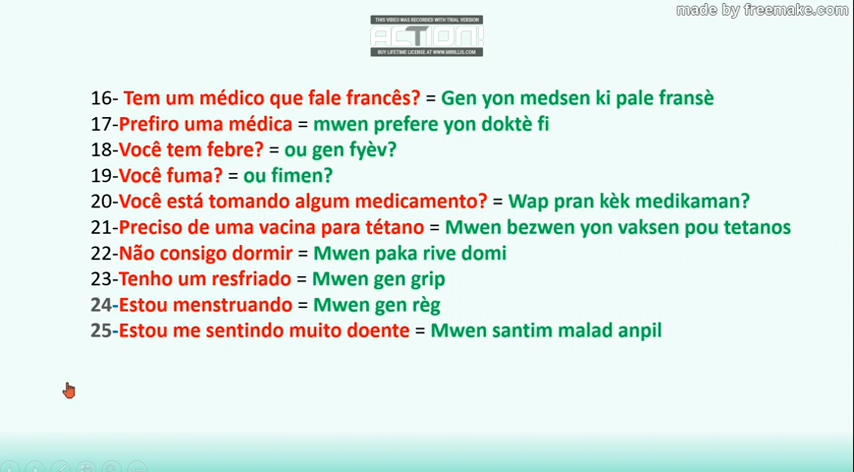 made by freemake.com
THIS VIDEO WAS RECORDED WITH TRIAL VERSION
ACTION!
BUY LIFETIME LICENSE AT WWW.MIRILLIS.COM
16- Tem um médico que fale francês? = Gen yon medsen ki pale fransè
17-Prefiro uma médica = mwen prefere yon doktè fi
18-Você tem febre? = ou gen fyèv?
19-Você fuma? = ou fimen?
20-Você está tomando algum medicamento? = Wap pran kèk medikaman?
21-Preciso de uma vacina para tétano = Mwen bezwen yon vaksen pou tetanos
22-Não consigo dormir = Mwen paka rive domi
23-Tenho um resfriado = Mwen gen grip
24-Estou menstruando = Mwen gen règ
25-Estou me sentindo muito doente = Mwen santim malad anpil